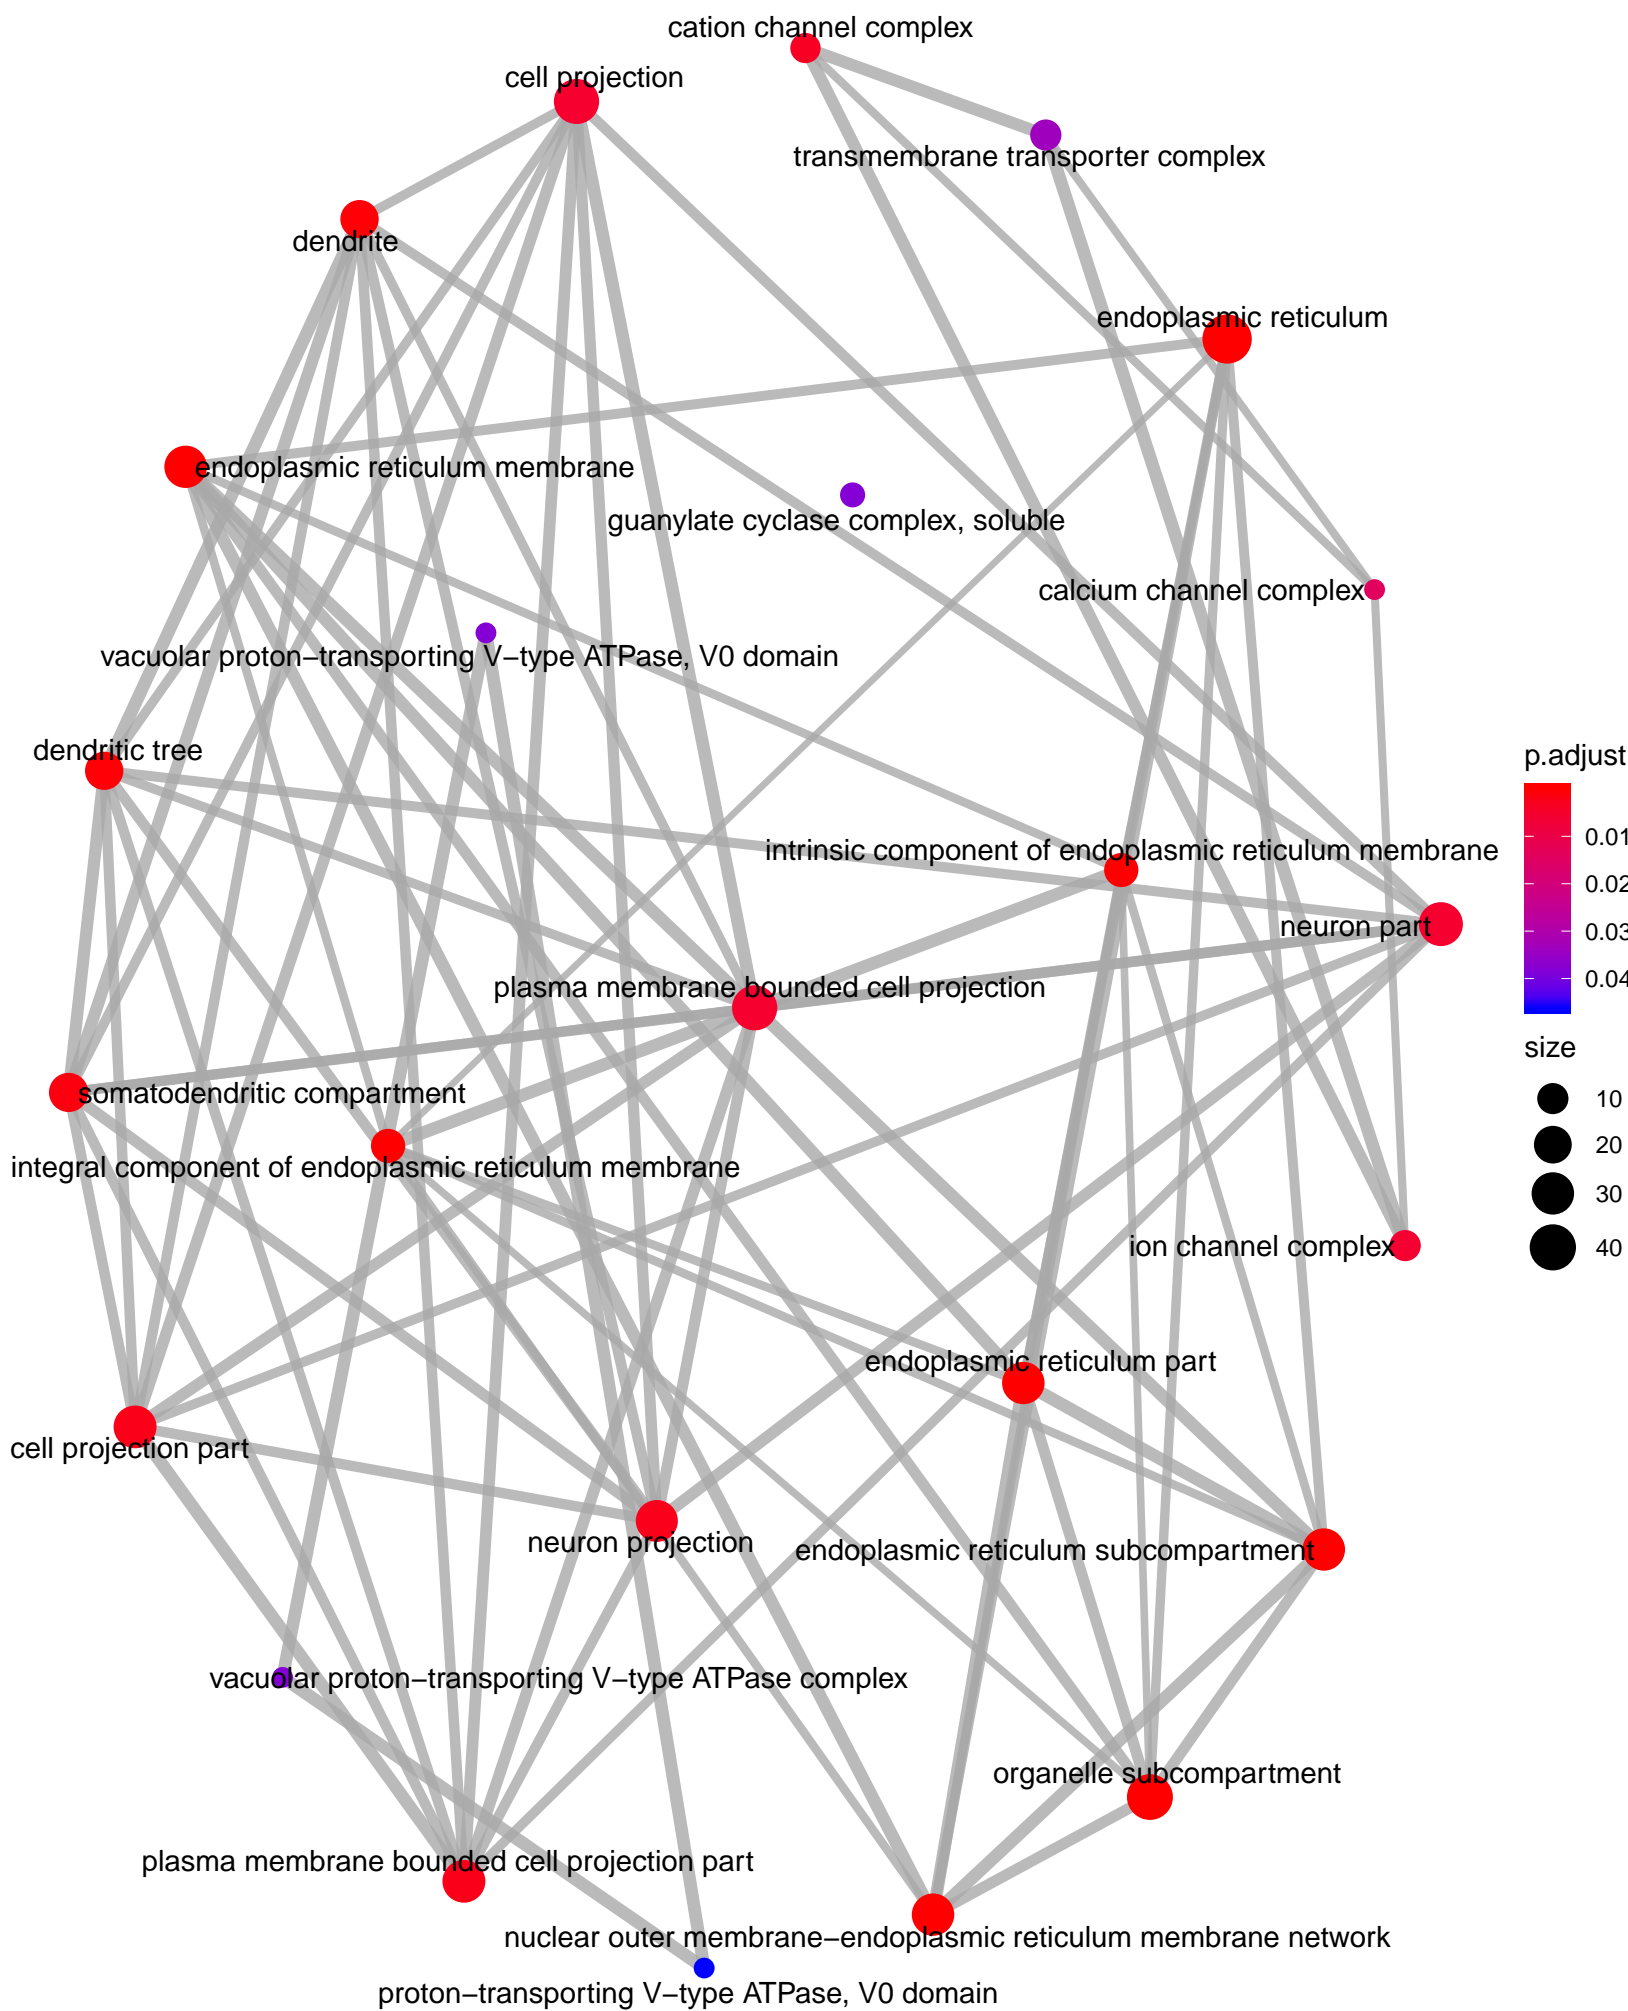 cation channel complex
cell projection
transmembrane transporter complex
dendrite
endoplasmic reticulum
endoplasmic reticulum membrane
guanylate cyclase complex, soluble
calcium channel complex
vacuolar proton−transporting V−type ATPase, V0 domain
dendritic tree
intrinsic component of endoplasmic reticulum membrane
neuron part
plasma membrane bounded cell projection
somatodendritic compartment
integral component of endoplasmic reticulum membrane
ion channel complex
endoplasmic reticulum part
cell projection part
neuron projection
endoplasmic reticulum subcompartment
vacuolar proton−transporting V−type ATPase complex
organelle subcompartment
plasma membrane bounded cell projection part
nuclear outer membrane−endoplasmic reticulum membrane network
proton−transporting V−type ATPase, V0 domain
p.adjust
0.01
0.02
0.03
0.04
size
10
20
30
40